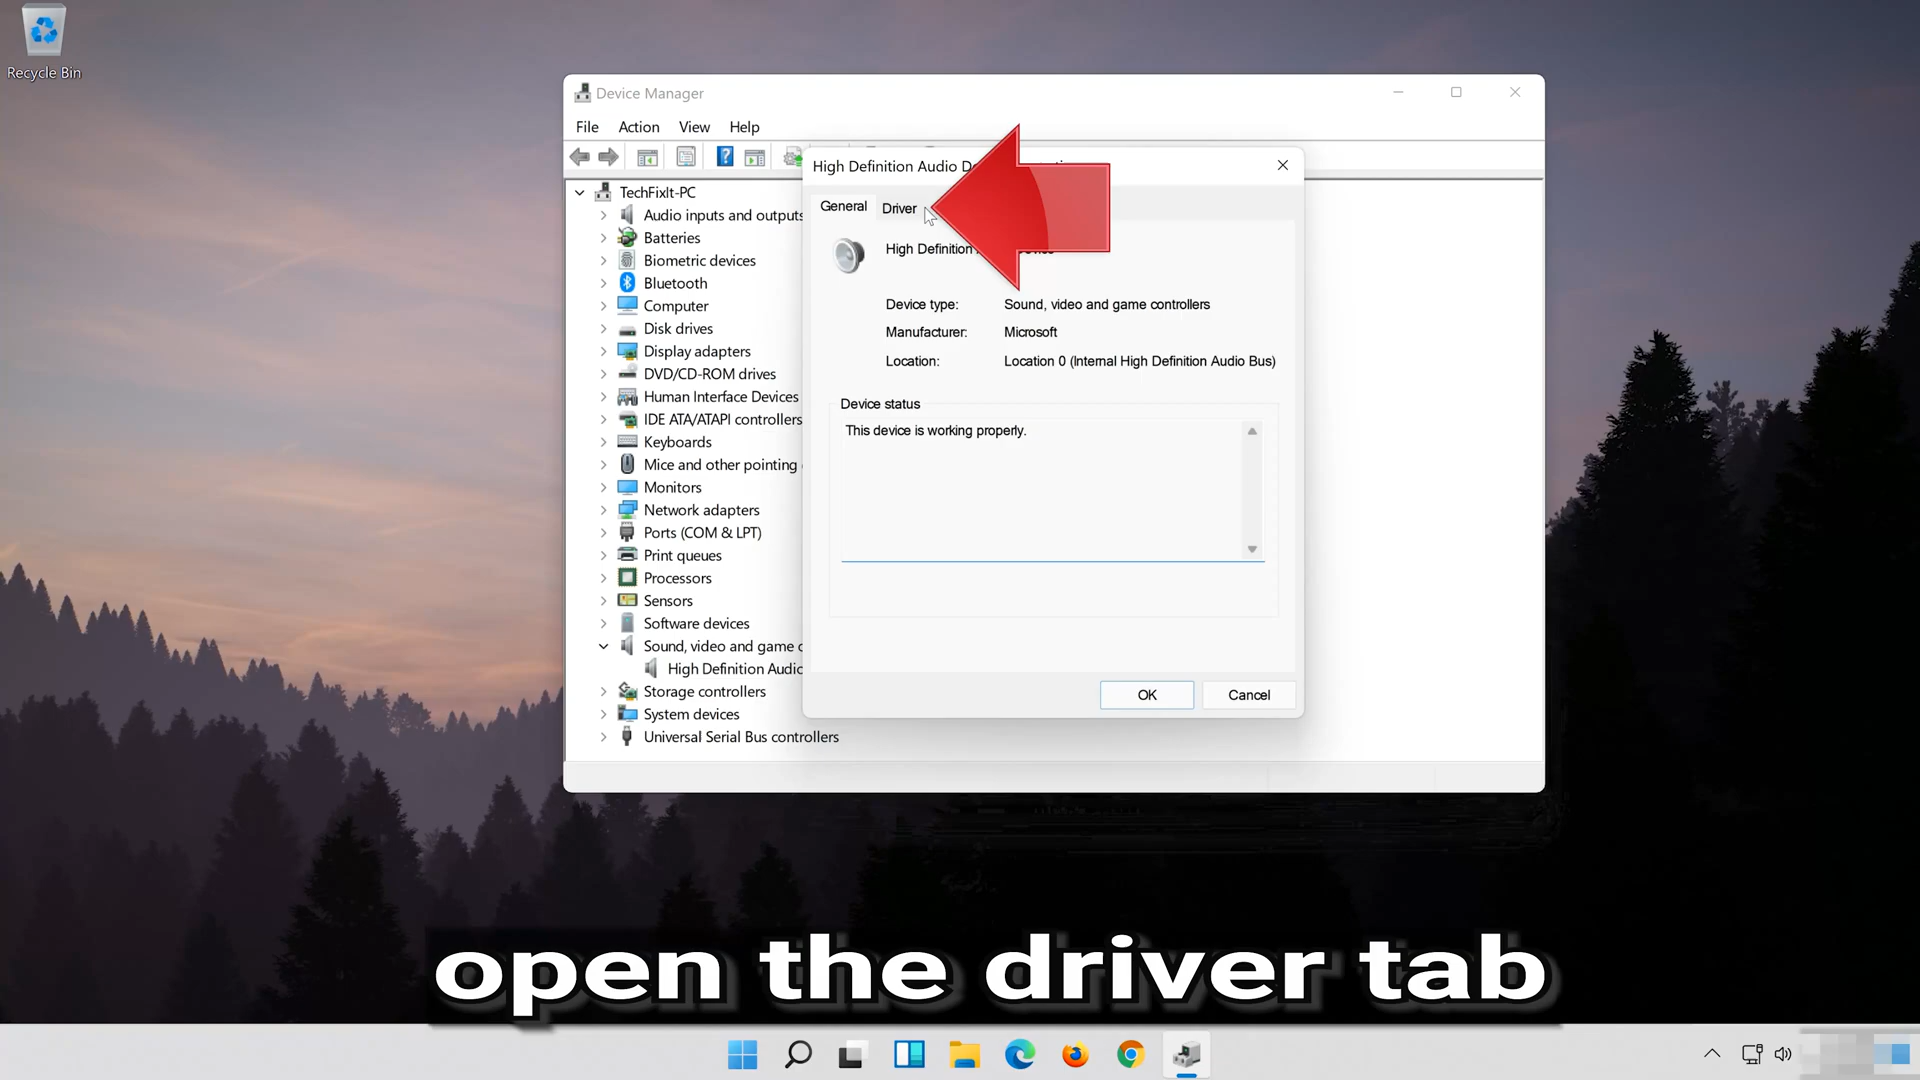 Recycle Bin
Device Manager
File Action View Help
High Definition Audio D
General Driver
High Definition
Device type: Sound, video and game controllers
Manufacturer: Microsoft
Location: Location 0 (Internal High Definition Audio Bus)
Device status
This device is working properly.
OK Cancel
TechFixIt-PC
Audio inputs and outputs
Batteries
Biometric devices
Bluetooth
Computer
Disk drives
Display adapters
DVD/CD-ROM drives
Human Interface Devices
IDE ATA/ATAPI controllers
Keyboards
Mice and other pointing
Monitors
Network adapters
Ports (COM & LPT)
Print queues
Processors
Sensors
Software devices
Sound, video and game c
High Definition Audio
Storage controllers
System devices
Universal Serial Bus controllers
open the driver tab